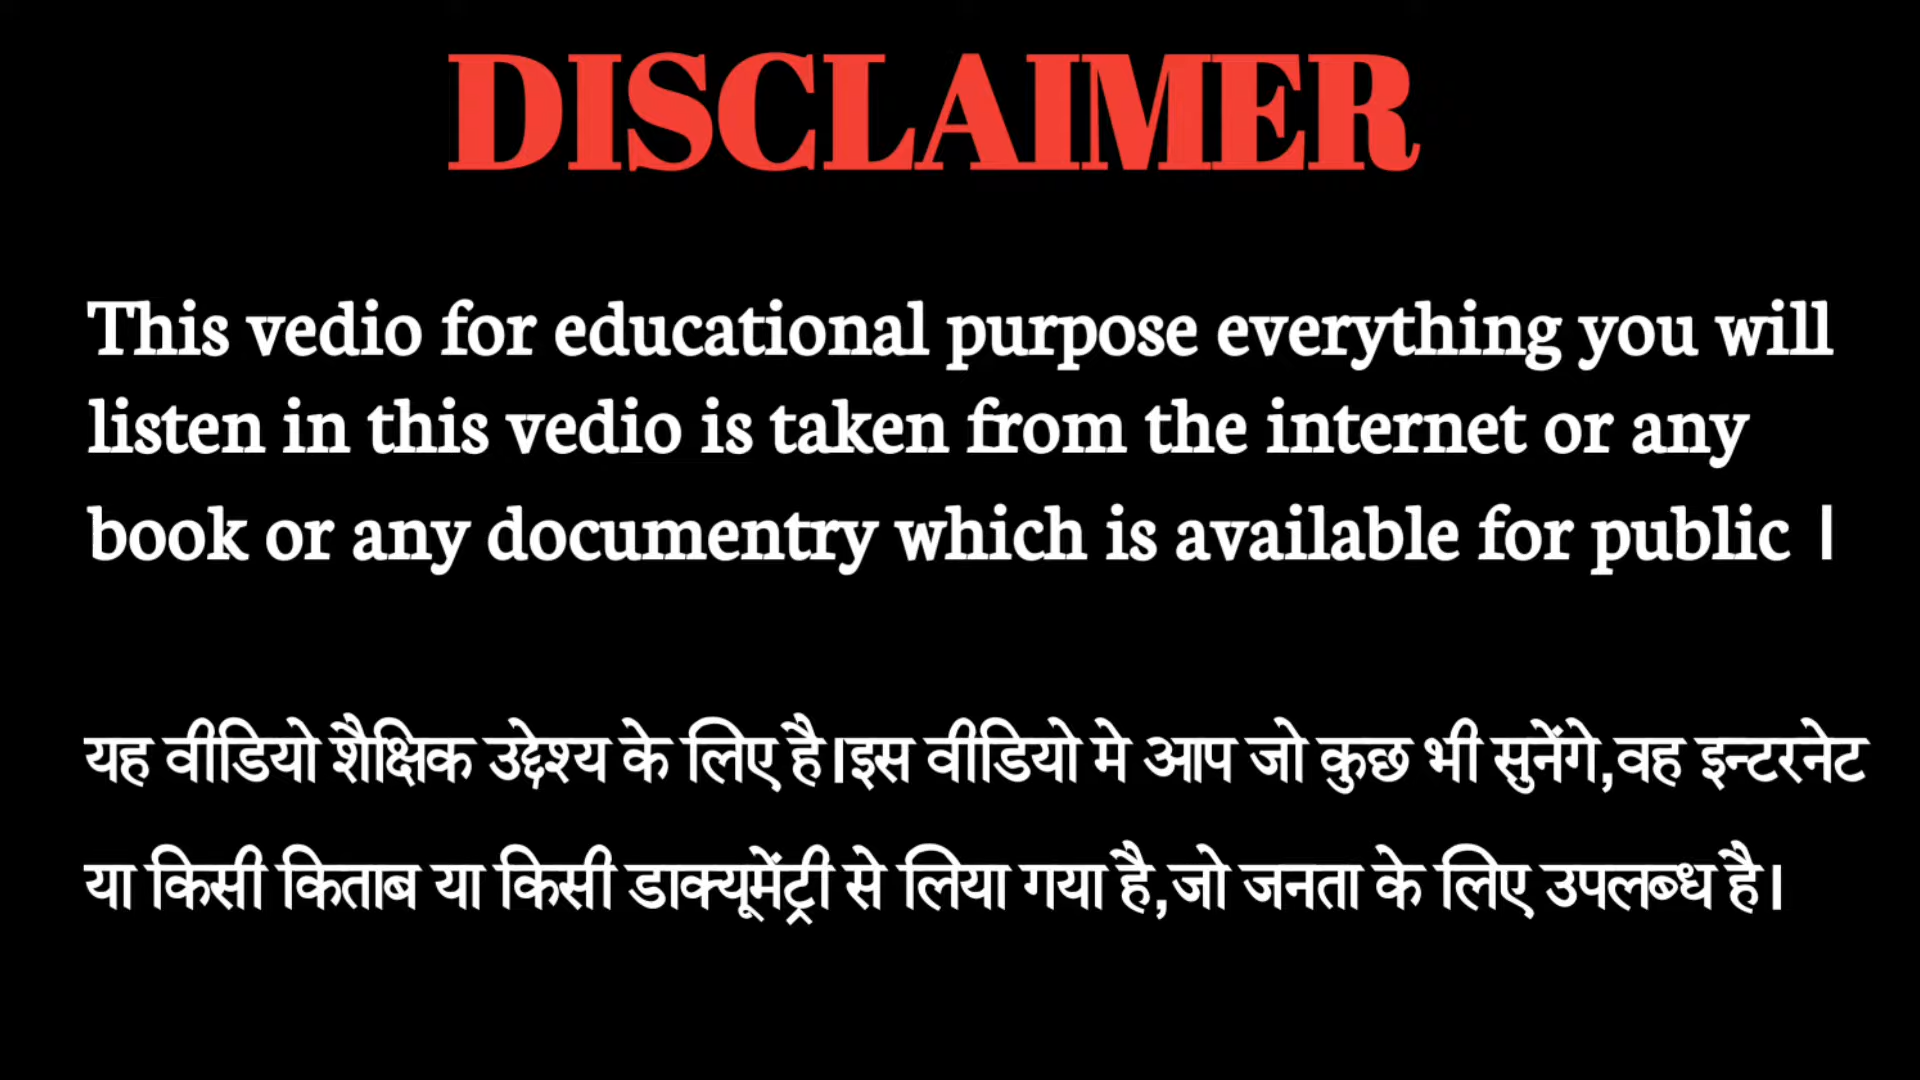 DISCLAIMER
This vedio for educational purpose everything you will
listen in this vedio is taken from the internet or any
book or any documentry which is available for public ।
यह वीडियो शैक्षिक उद्देश्य के लिए है।इस वीडियो मे आप जो कुछ भी सुनेंगे,वह इन्टरनेट
या किसी किताब या किसी डाक्यूमेंट्री से लिया गया है,जो जनता के लिए उपलब्ध है।